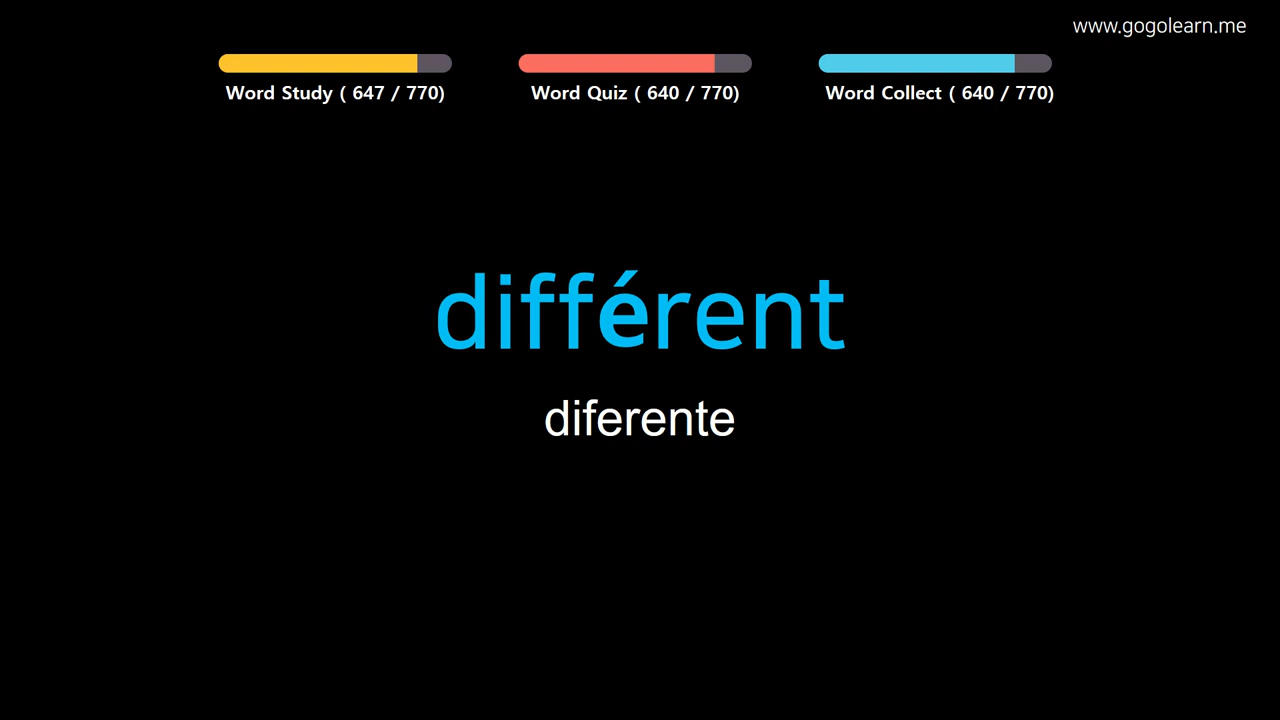 www.gogolearn.me
Word Study ( 647 / 770) Word Quiz ( 640 / 770) Word Collect ( 640 / 770)
différent
diferente